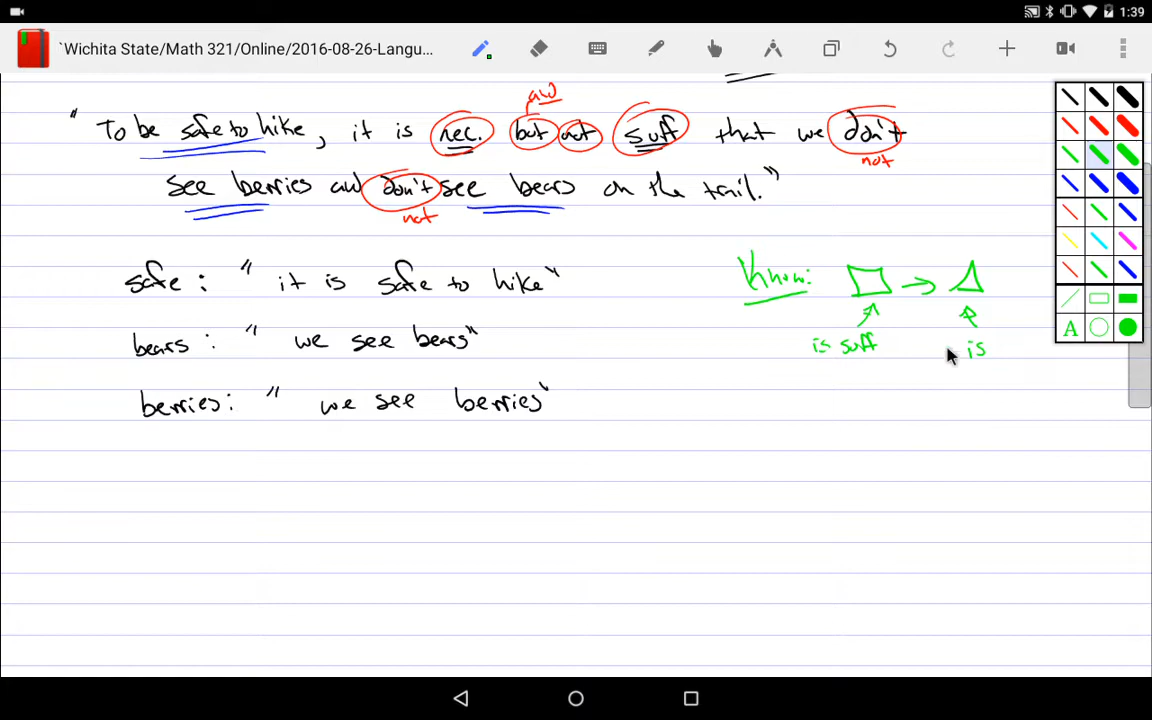 1:39
`Wichita State/Math 321/Online/2016-08-26-Langu...
and
"To be safe to hike, it is nec. but not suff that we don't
not
see berries and don't see bears on the trail."
not
safe: "it is safe to hike"
Know: □ → △
bears: "we see bears"
is suff is
berries: "we see berries"
A